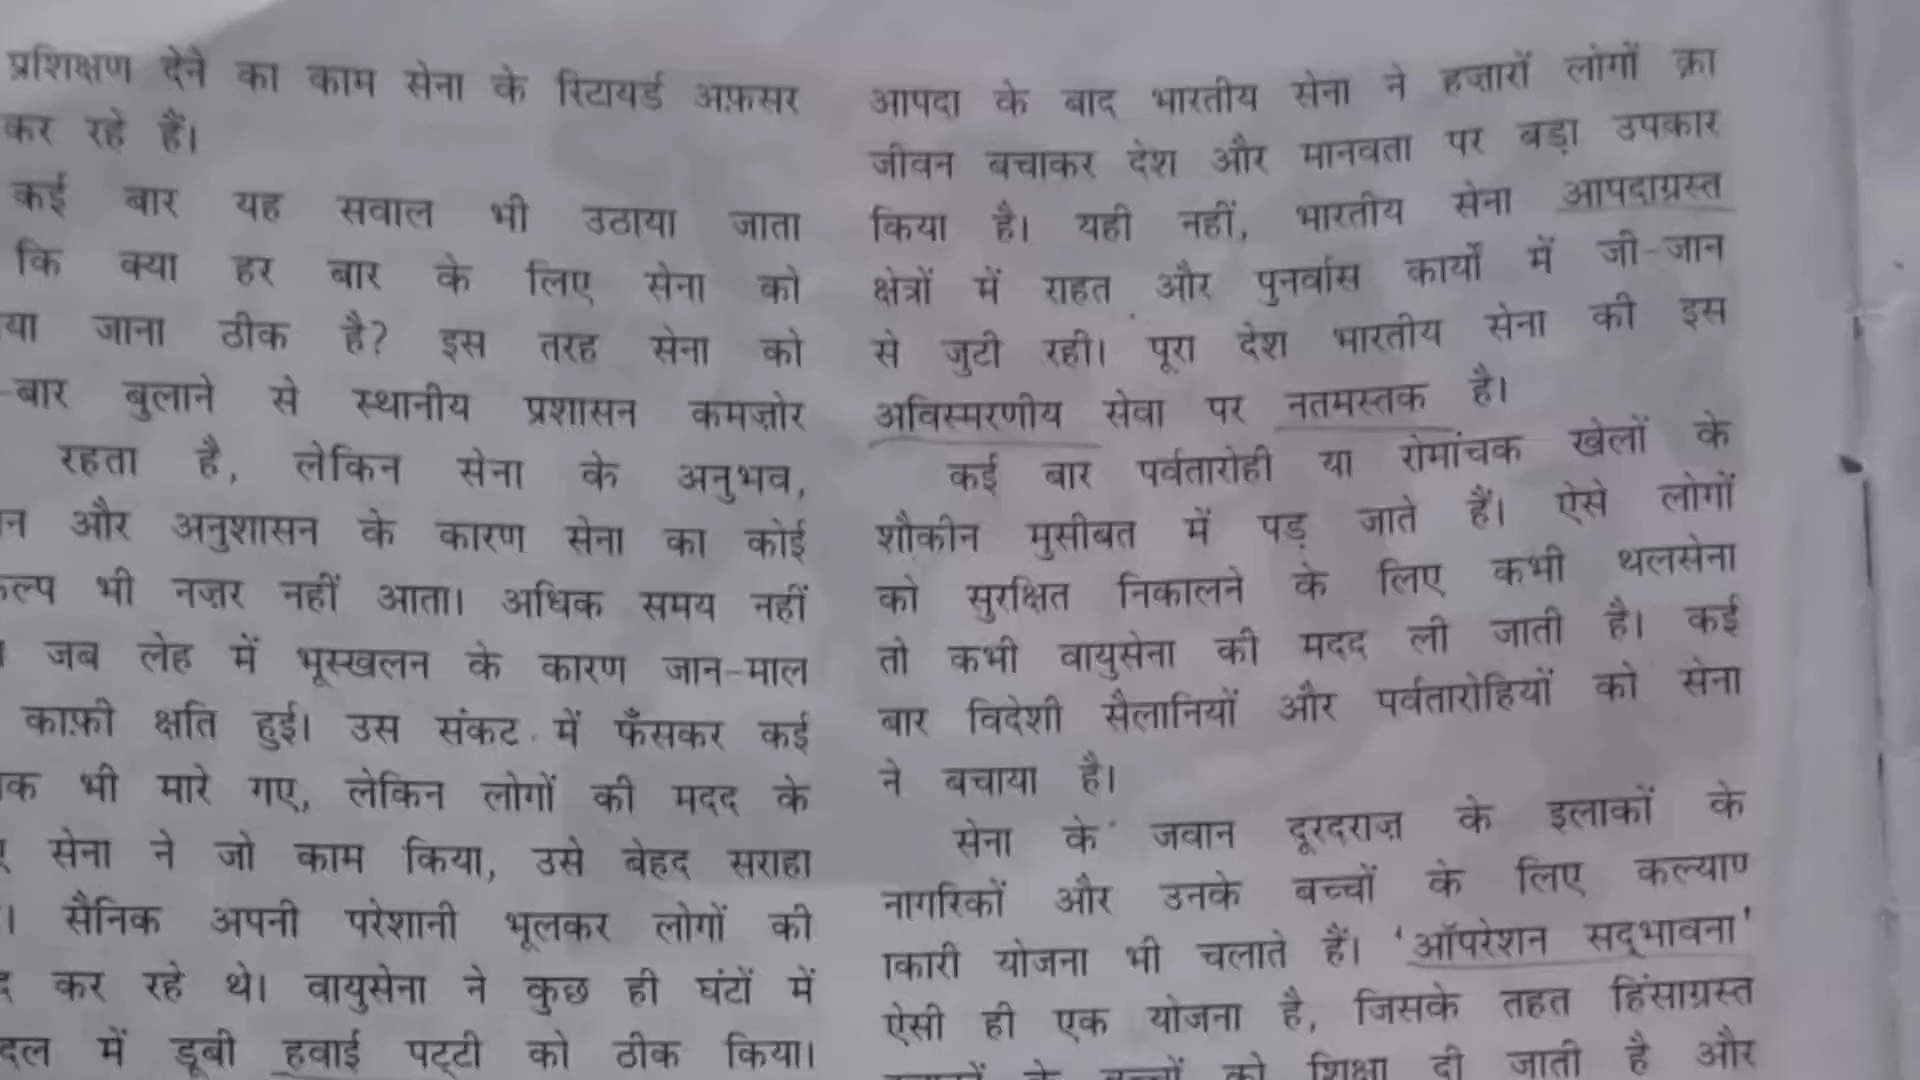 प्रशिक्षण देने का काम सेना के रिटायर्ड अफ़सर
कर रहे हैं।
कई बार यह सवाल भी उठाया जाता
कि क्या हर बार के लिए सेना को
जाना ठीक है? इस तरह सेना को
बार बुलाने से स्थानीय प्रशासन कमज़ोर
रहता है, लेकिन सेना के अनुभव,
और अनुशासन के कारण सेना का कोई
भी नज़र नहीं आता। अधिक समय नहीं
जब लेह में भूस्खलन के कारण जान-माल
काफ़ी क्षति हुई। उस संकट में फँसकर कई
भी मारे गए, लेकिन लोगों की मदद के
सेना ने जो काम किया, उसे बेहद सराहा
। सैनिक अपनी परेशानी भूलकर लोगों की
कर रहे थे। वायुसेना ने कुछ ही घंटों में
में डूबी हवाई पट्टी को ठीक किया।
आपदा के बाद भारतीय सेना ने हज़ारों लोगों का
जीवन बचाकर देश और मानवता पर बड़ा उपकार
किया है। यही नहीं, भारतीय सेना आपदाग्रस्त
क्षेत्रों में राहत और पुनर्वास कार्यों में जी-जान
से जुटी रही। पूरा देश भारतीय सेना की इस
अविस्मरणीय सेवा पर नतमस्तक है।
कई बार पर्वतारोही या रोमांचक खेलों के
शौकीन मुसीबत में पड़ जाते हैं। ऐसे लोगों
को सुरक्षित निकालने के लिए कभी थलसेना
तो कभी वायुसेना की मदद ली जाती है। कई
बार विदेशी सैलानियों और पर्वतारोहियों को सेना
ने बचाया है।
सेना के जवान दूरदराज़ के इलाकों के
नागरिकों और उनके बच्चों के लिए कल्याण
ाकारी योजना भी चलाते हैं। 'ऑपरेशन सद्भावना'
ऐसी ही एक योजना है, जिसके तहत हिंसाग्रस्त
के बच्चों को शिक्षा दी जाती है और